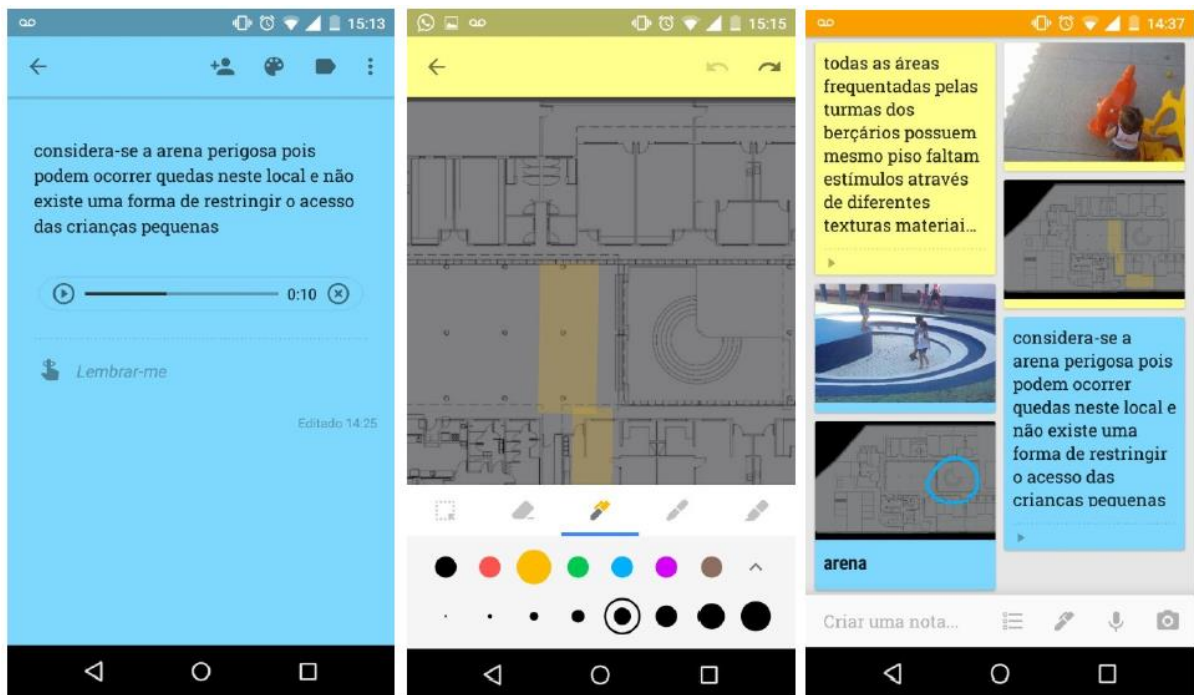 15:13
considera-se a arena perigosa pois
podem ocorrer quedas neste local e não
existe uma forma de restringir o acesso
das crianças pequenas
0:10
Lembrar-me
Editado 14:25
15:15
14:37
todas as áreas
frequentadas pelas
turmas dos
berçários possuem
mesmo piso faltam
estímulos através
de diferentes
texturas materiai...
arena
considera-se a
arena perigosa pois
podem ocorrer
quedas neste local e
não existe uma
forma de restringir
o acesso das
crianças pequenas
Criar uma nota...